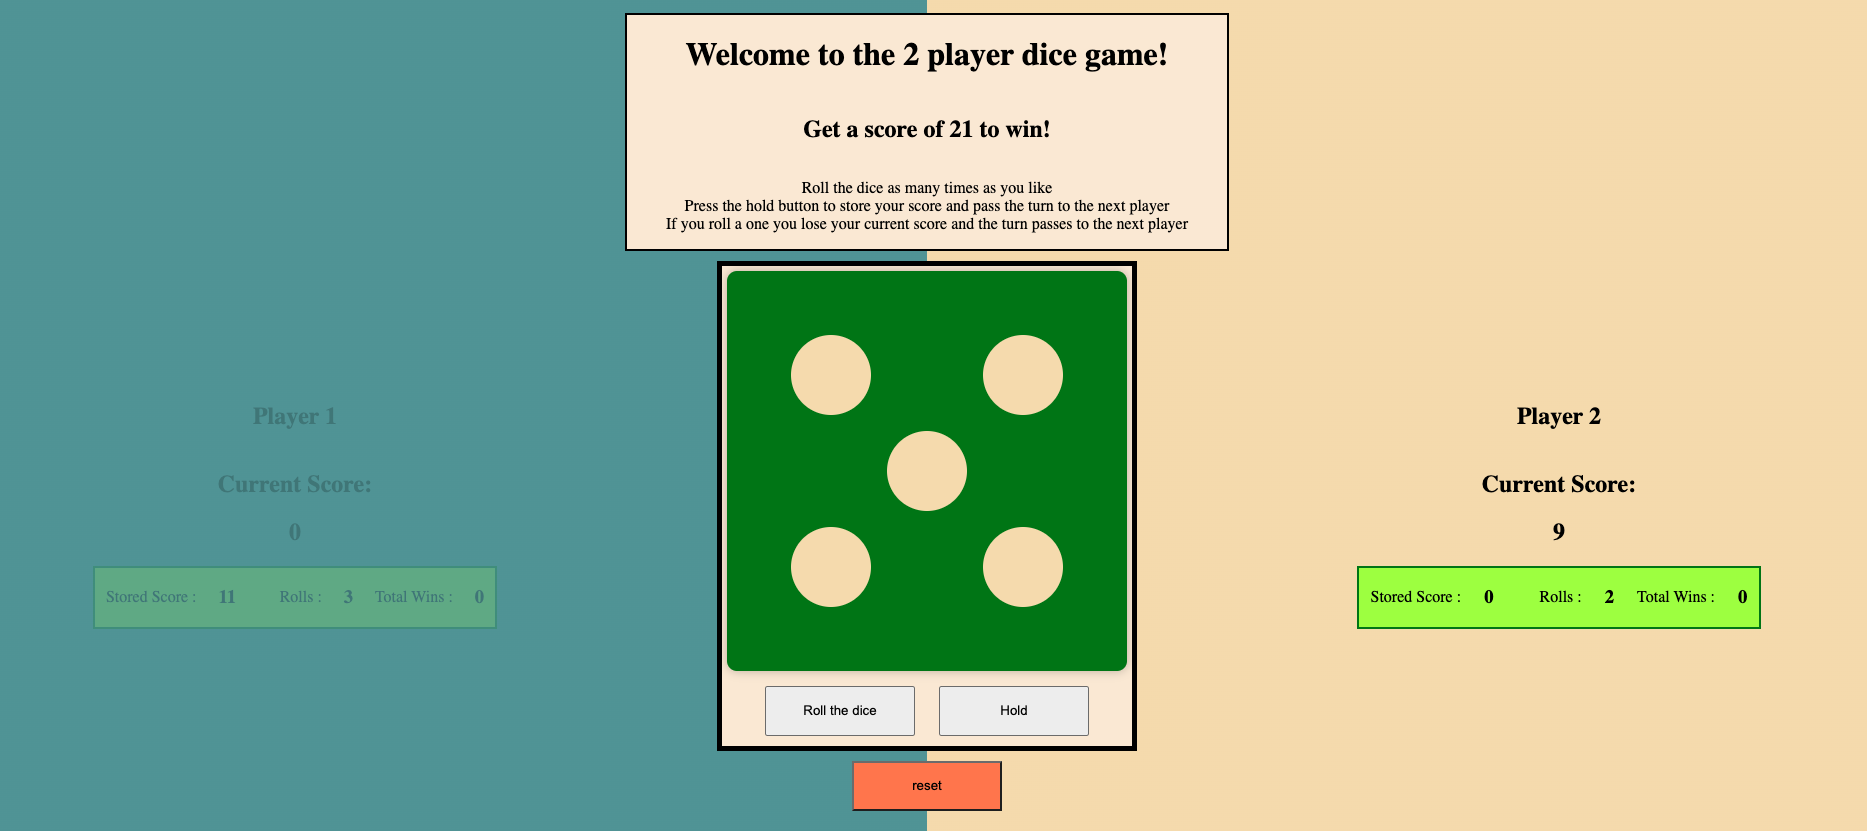 Welcome to the 2 player dice game!
Get a score of 21 to win!
Roll the dice as many times as you like
Press the hold button to store your score and pass the turn to the next player
If you roll a one you lose your current score and the turn passes to the next player
Player 1
Current Score:
0
Stored Score : 11 Rolls : 3 Total Wins : 0
Roll the dice
Hold
reset
Player 2
Current Score:
9
Stored Score : 0 Rolls : 2 Total Wins : 0